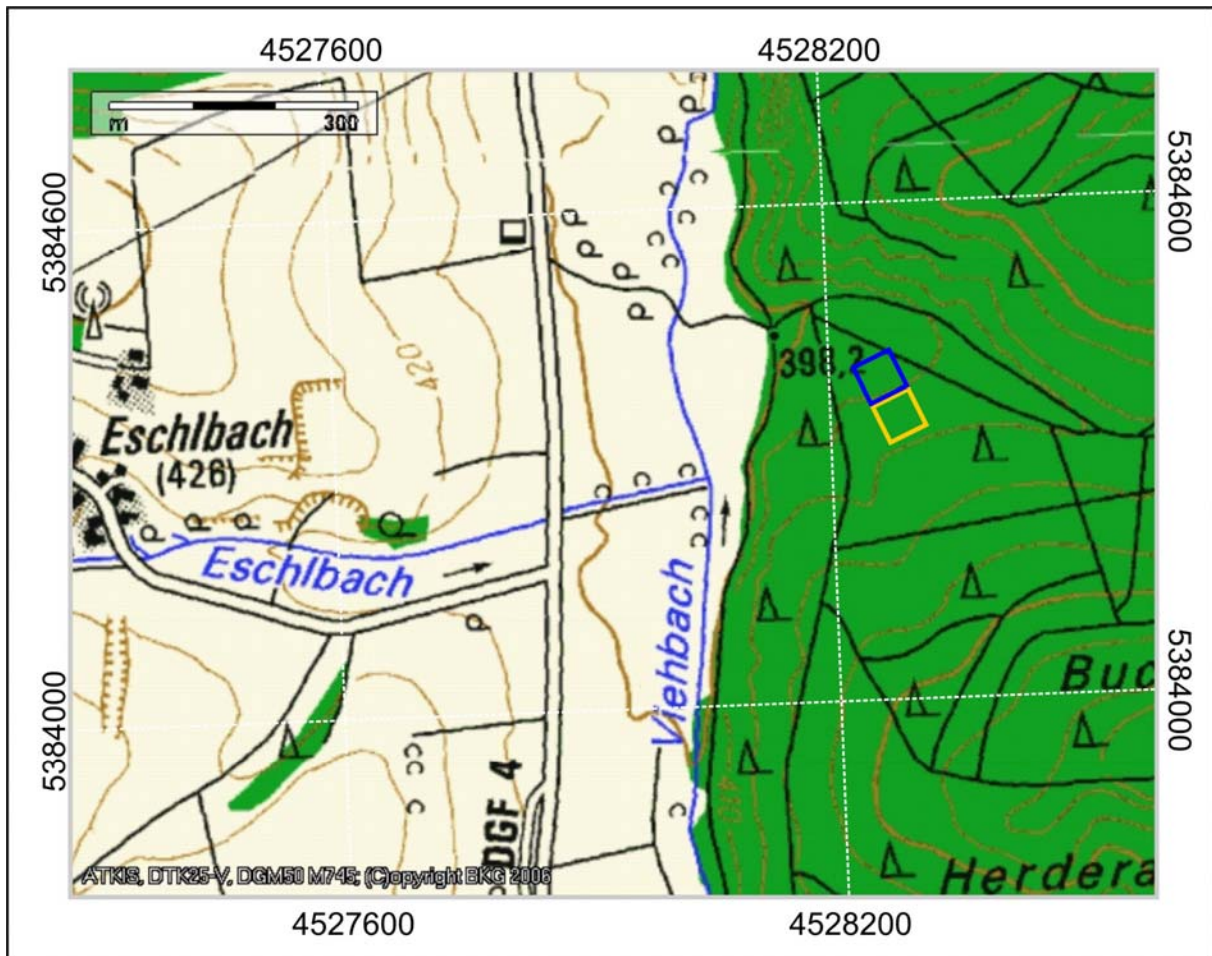 4527600 4528200
m 300
5384600
5384600
420
398,2
Eschlbach
(426)
Eschlbach
Viehbach
5384000
5384000
Buc
410
DGF 4
Herdera
ATKIS, DTK25-V, DGM50 M745; (C)opyright BKG 2006
4527600 4528200